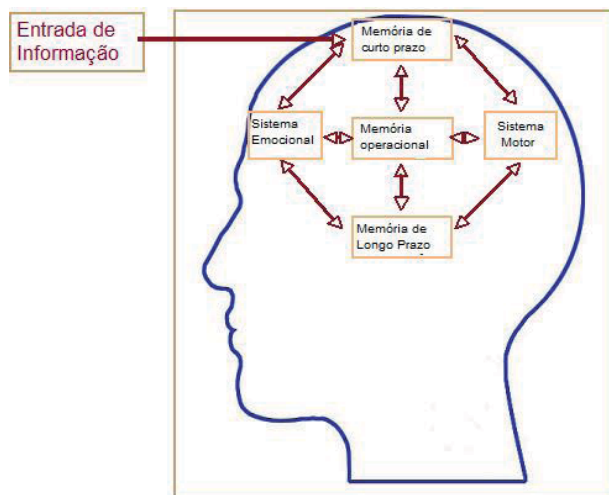 Entrada de
Informação
Memória de
curto prazo
Sistema
Emocional
Memória
operacional
Sistema
Motor
Memória de
Longo Prazo